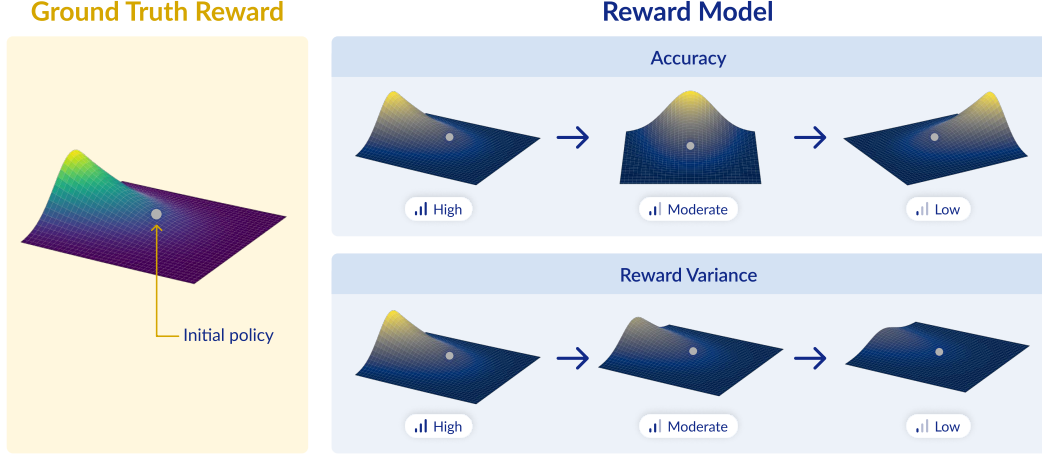 Ground Truth Reward
Initial policy
Reward Model
Accuracy
High
Moderate
Low
Reward Variance
High
Moderate
Low